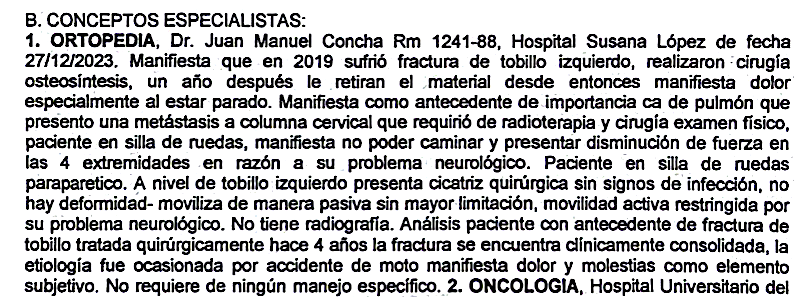 B. CONCEPTOS ESPECIALISTAS:
1. ORTOPEDIA, Dr. Juan Manuel Concha Rm 1241-88, Hospital Susana López de fecha
27/12/2023. Manifiesta que en 2019 sufrió fractura de tobillo izquierdo, realizaron cirugía
osteosíntesis, un año después le retiran el material desde entonces manifiesta dolor
especialmente al estar parado. Manifiesta como antecedente de importancia ca de pulmón que
presento una metástasis a columna cervical que requirió de radioterapia y cirugía examen físico,
paciente en silla de ruedas, manifiesta no poder caminar y presentar disminución de fuerza en
las 4 extremidades en razón a su problema neurológico. Paciente en silla de ruedas
paraparetico. A nivel de tobillo izquierdo presenta cicatriz quirúrgica sin signos de infección, no
hay deformidad- moviliza de manera pasiva sin mayor limitación, movilidad activa restringida por
su problema neurológico. No tiene radiografía. Análisis paciente con antecedente de fractura de
tobillo tratada quirúrgicamente hace 4 años la fractura se encuentra clínicamente consolidada, la
etiología fue ocasionada por accidente de moto manifiesta dolor y molestias como elemento
subjetivo. No requiere de ningún manejo específico. 2. ONCOLOGIA, Hospital Universitario del